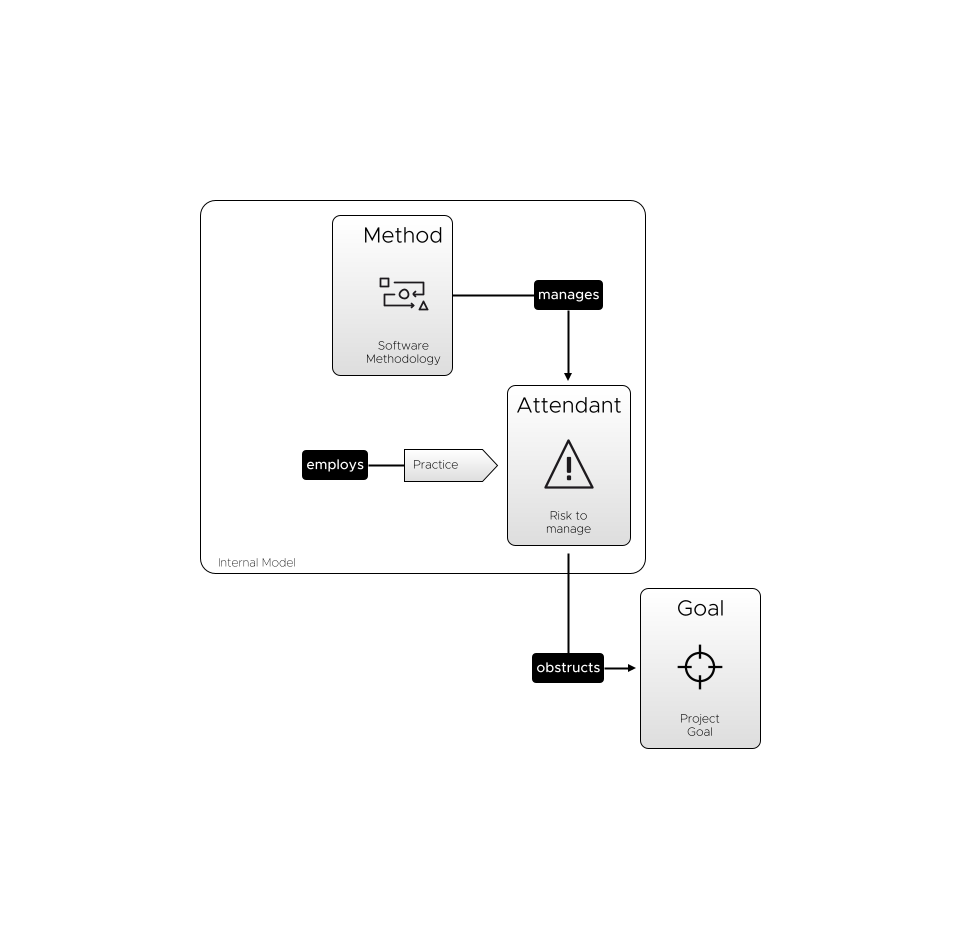 Method
Software
Methodology
manages
Attendant
Risk to
manage
employs
Practice
Internal Model
obstructs
Goal
Project
Goal